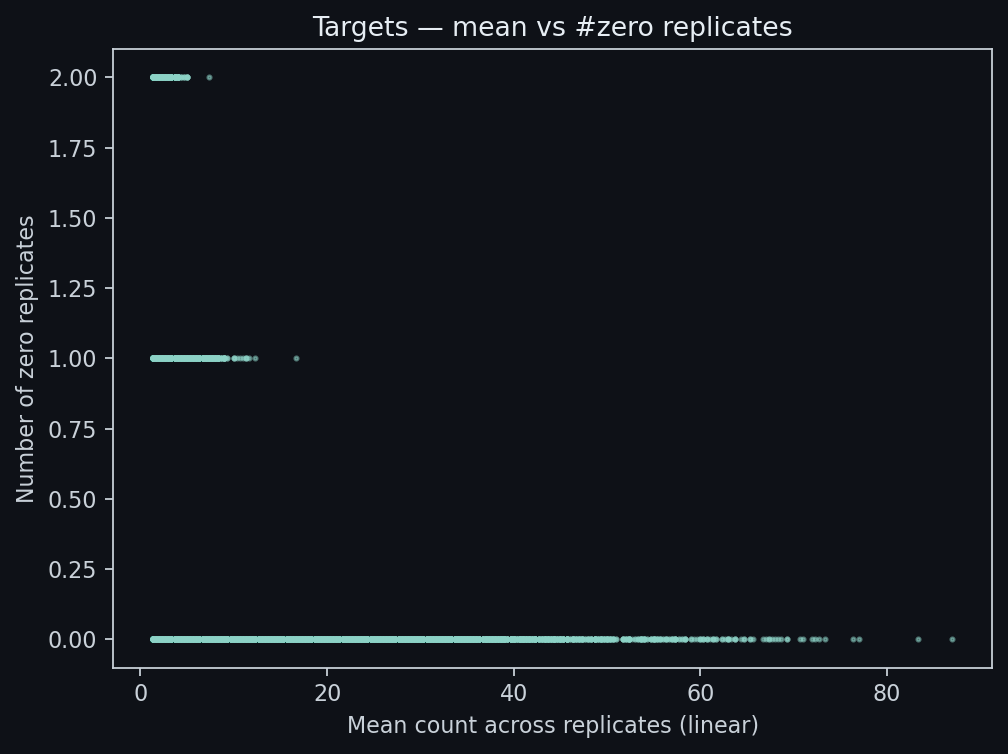 Targets — mean vs #zero replicates
Number of zero replicates
2.00
1.75
1.50
1.25
1.00
0.75
0.50
0.25
0.00
0 20 40 60 80
Mean count across replicates (linear)